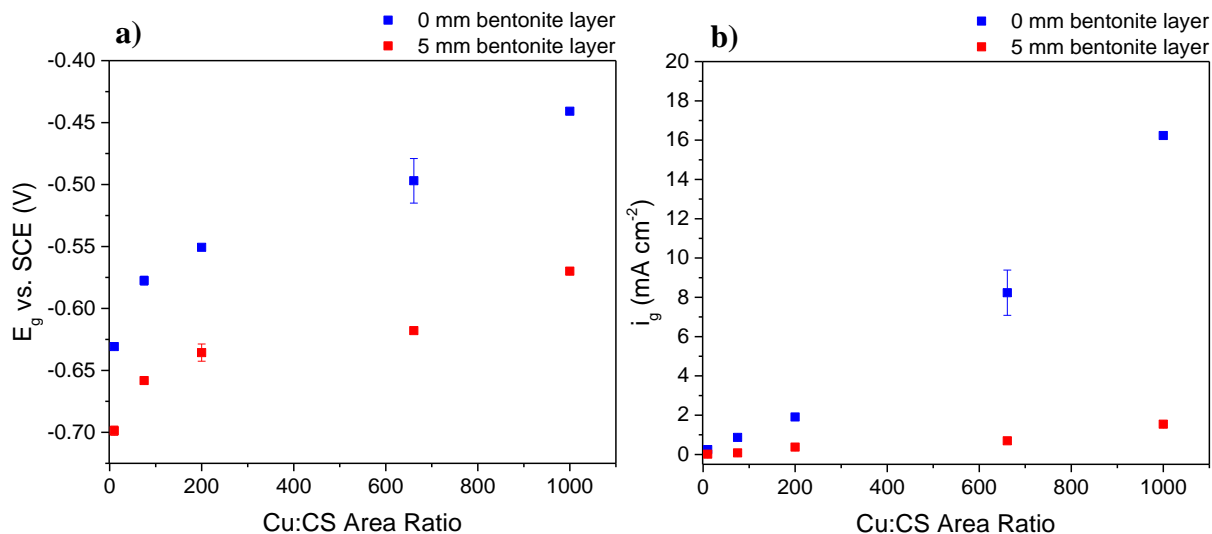 a)
0 mm bentonite layer
5 mm bentonite layer
-0.40
-0.45
-0.50
-0.55
-0.60
-0.65
-0.70
E_g vs. SCE (V)
0 200 400 600 800 1000
Cu:CS Area Ratio
b)
0 mm bentonite layer
5 mm bentonite layer
20
18
16
14
12
10
8
6
4
2
0
i_g (mA cm⁻²)
0 200 400 600 800 1000
Cu:CS Area Ratio